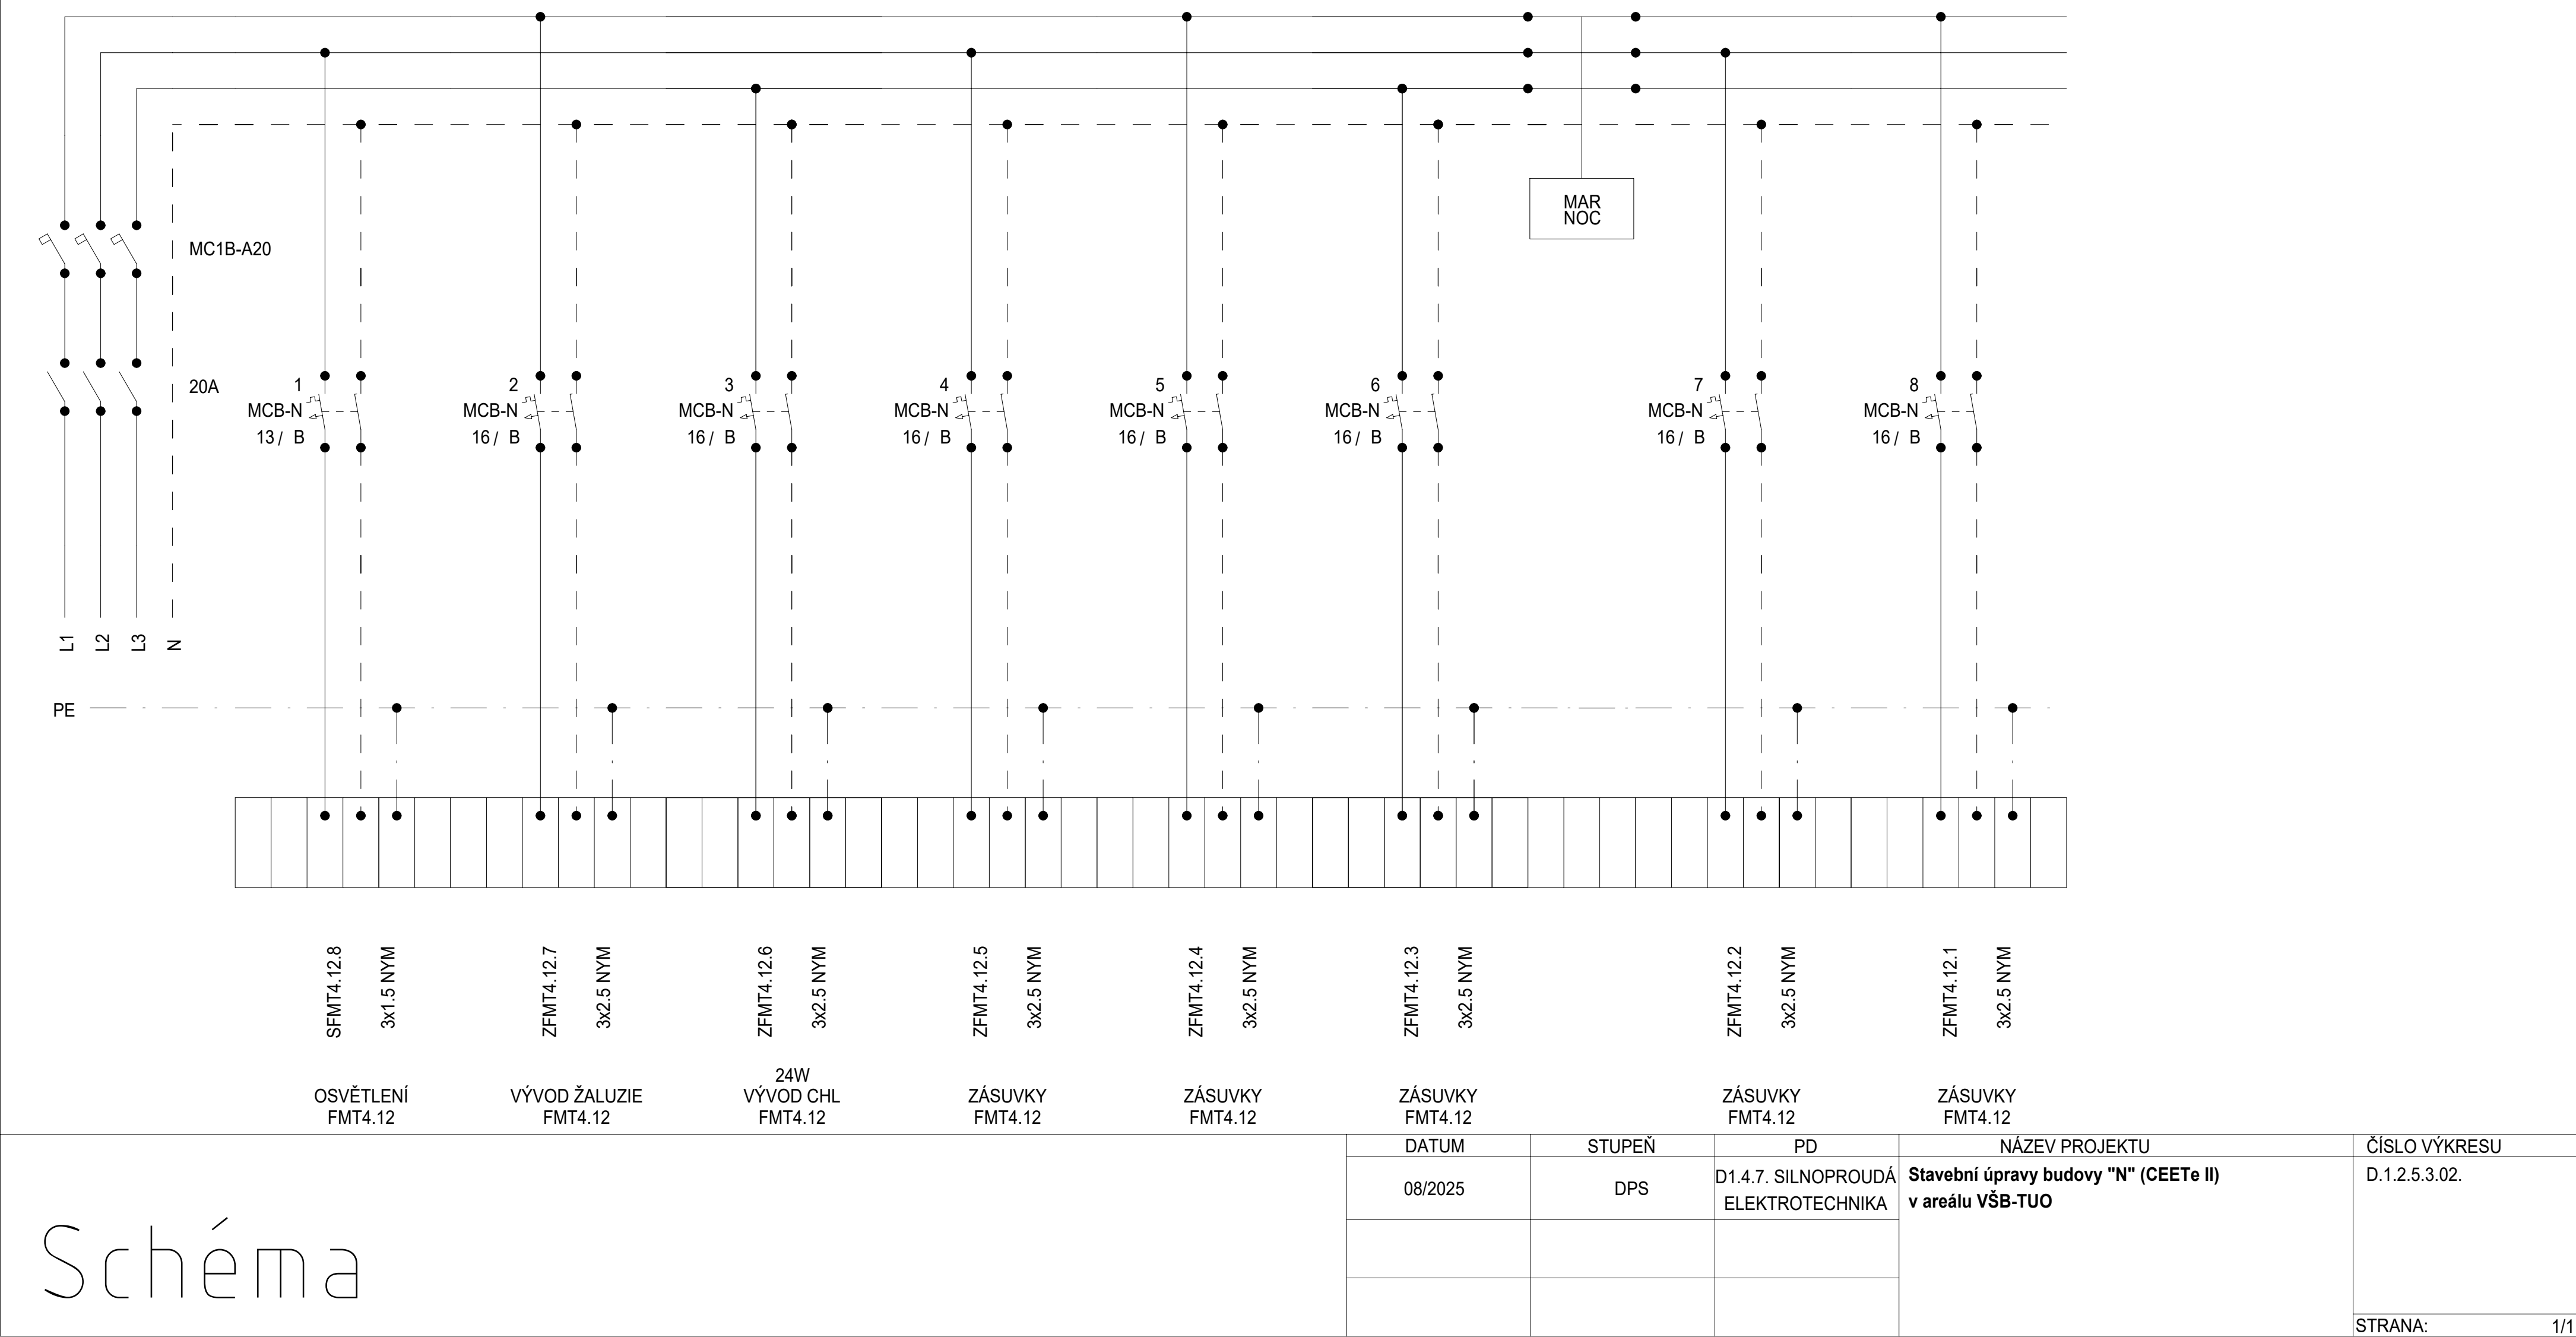 MAR
NOC
MC1B-A20
20A
1
MCB-N
13 / B
2
MCB-N
16 / B
3
MCB-N
16 / B
4
MCB-N
16 / B
5
MCB-N
16 / B
6
MCB-N
16 / B
7
MCB-N
16 / B
8
MCB-N
16 / B
L1
L2
L3
N
PE
SFMT4.12.8
3x1.5 NYM
ZFMT4.12.7
3x2.5 NYM
ZFMT4.12.6
3x2.5 NYM
ZFMT4.12.5
3x2.5 NYM
ZFMT4.12.4
3x2.5 NYM
ZFMT4.12.3
3x2.5 NYM
ZFMT4.12.2
3x2.5 NYM
ZFMT4.12.1
3x2.5 NYM
OSVĚTLENÍ
FMT4.12
VÝVOD ŽALUZIE
FMT4.12
24W
VÝVOD CHL
FMT4.12
ZÁSUVKY
FMT4.12
ZÁSUVKY
FMT4.12
ZÁSUVKY
FMT4.12
ZÁSUVKY
FMT4.12
ZÁSUVKY
FMT4.12
Schéma
DATUM
08/2025
STUPEŇ
DPS
PD
D1.4.7. SILNOPROUDÁ
ELEKTROTECHNIKA
NÁZEV PROJEKTU
Stavební úpravy budovy "N" (CEETe II)
v areálu VŠB-TUO
ČÍSLO VÝKRESU
D.1.2.5.3.02.
STRANA: 1/1